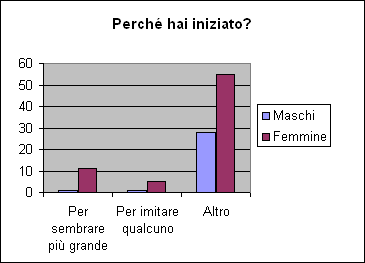 Perché hai iniziato?
60
50
40
30
20
10
0
Per sembrare più grande
Per imitare qualcuno
Altro
Maschi
Femmine